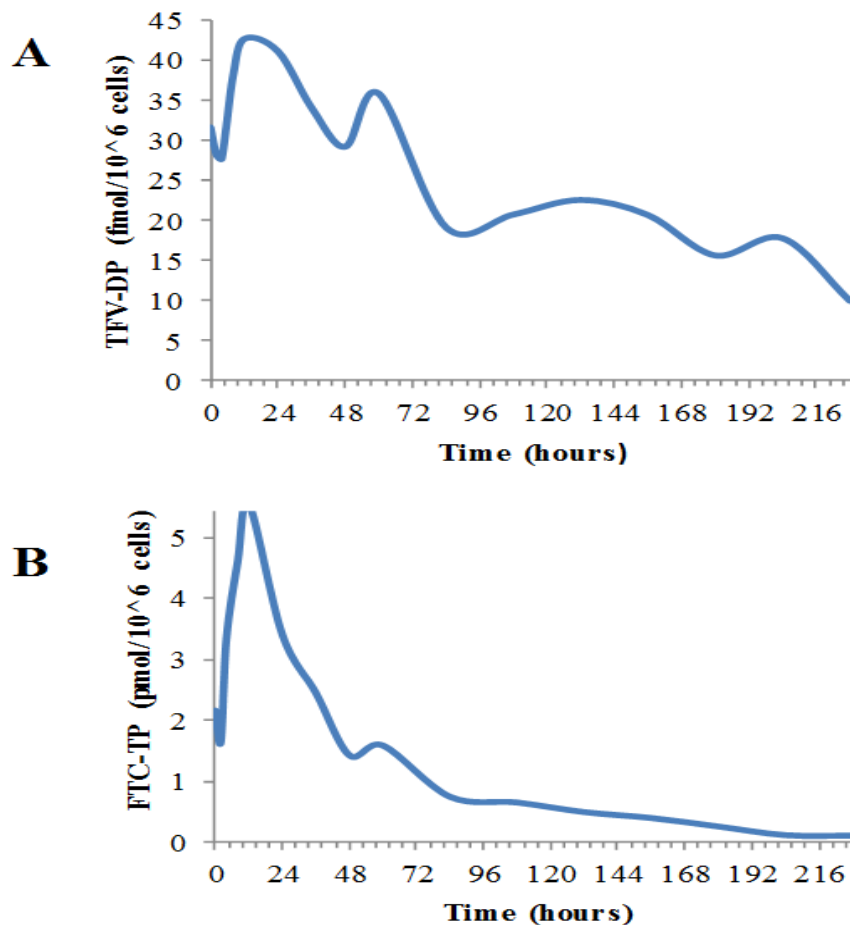 A
TFV-DP (fmol/10^6 cells)
45
40
35
30
25
20
15
10
5
0
0 24 48 72 96 120 144 168 192 216
Time (hours)
B
FTC-TP (pmol/10^6 cells)
5
4
3
2
1
0
0 24 48 72 96 120 150 144 168 192 216
Time (hours)